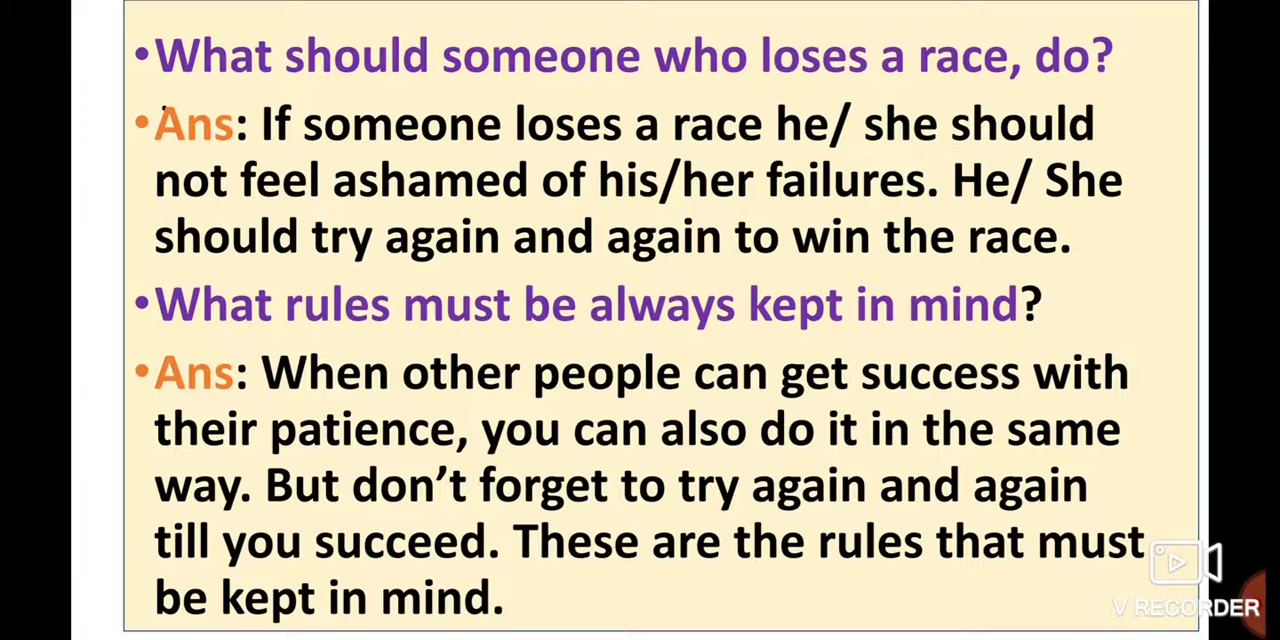 •What should someone who loses a race, do?
•Ans: If someone loses a race he/ she should
not feel ashamed of his/her failures. He/ She
should try again and again to win the race.
•What rules must be always kept in mind?
•Ans: When other people can get success with
their patience, you can also do it in the same
way. But don’t forget to try again and again
till you succeed. These are the rules that must
be kept in mind.
V RECORDER